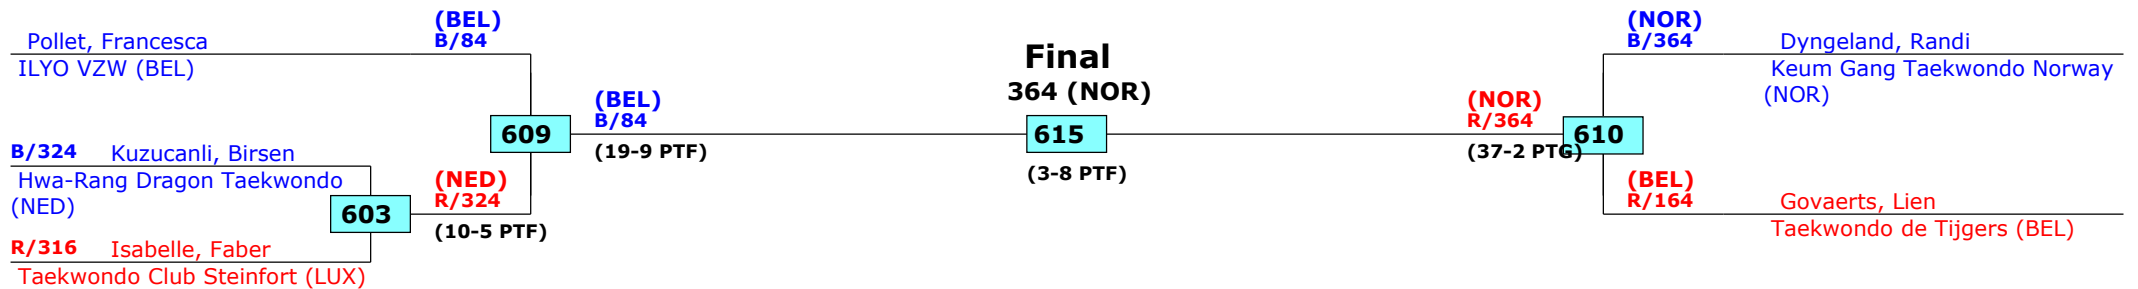 (BEL)
B/84
Pollet, Francesca
ILYO VZW (BEL)
B/324 Kuzucanli, Birsen
Hwa-Rang Dragon Taekwondo
(NED)
603
R/316 Isabelle, Faber
Taekwondo Club Steinfort (LUX)
(NED)
R/324
(10-5 PTF)
609
(BEL)
B/84
(19-9 PTF)
Final
364 (NOR)
615
(3-8 PTF)
(NOR)
R/364
(37-2 PTG)
610
(NOR)
B/364
Dyngeland, Randi
Keum Gang Taekwondo Norway
(NOR)
(BEL)
R/164
Govaerts, Lien
Taekwondo de Tijgers (BEL)